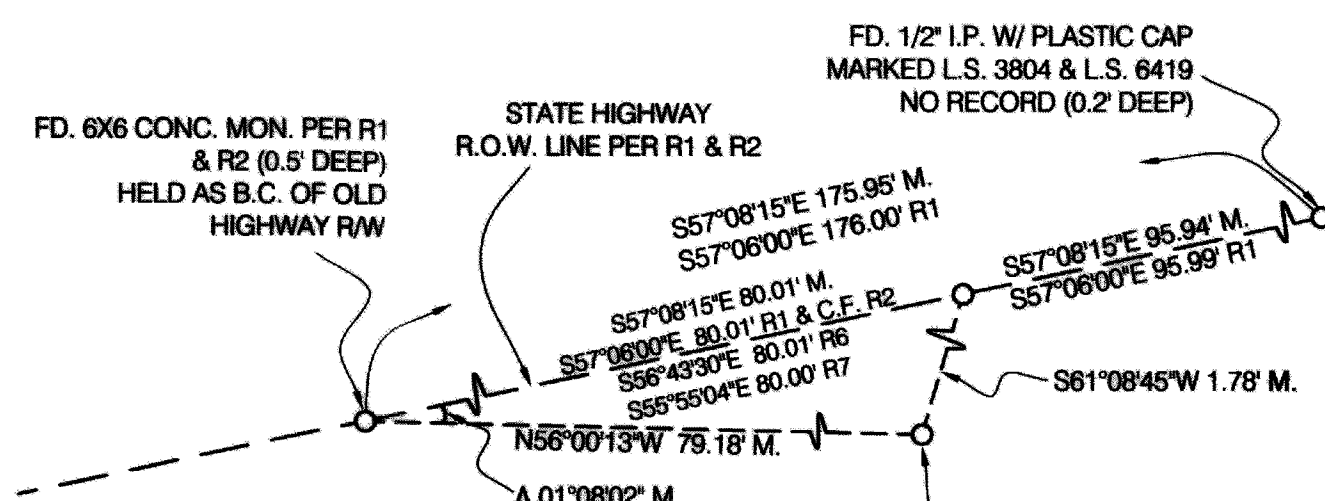 FD. 1/2" I.P. W/ PLASTIC CAP
MARKED L.S. 3804 & L.S. 6419
NO RECORD (0.2' DEEP)
STATE HIGHWAY
R.O.W. LINE PER R1 & R2
FD. 6X6 CONC. MON. PER R1
& R2 (0.5' DEEP)
HELD AS B.C. OF OLD
HIGHWAY R/W
S57°08'15"E 175.95' M.
S57°06'00"E 176.00' R1
S57°08'15"E 95.94' M.
S57°06'00"E 95.99' R1
S57°08'15"E 80.01' M.
S57°06'00"E 80.01' R1 & C.F. R2
S56°43'30"E 80.01' R6
S55°55'04"E 80.00' R7
S61°08'45"W 1.78' M.
N56°00'13"W 79.18' M.
01°08'02" M